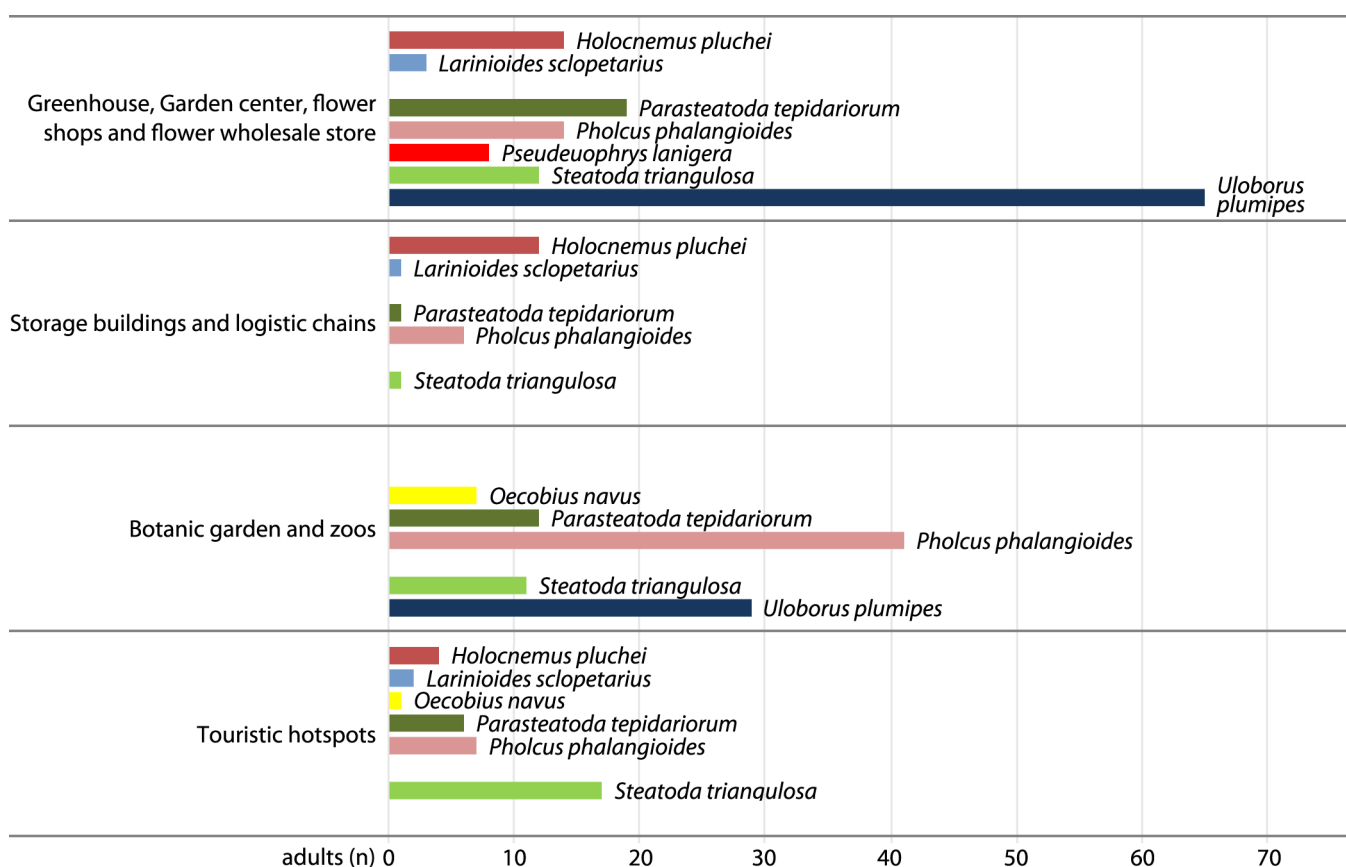 Holocnemus pluchei
Larinioides sclopetarius
Greenhouse, Garden center, flower
shops and flower wholesale store
Parasteatoda tepidariorum
Pholcus phalangioides
Pseudeuophrys lanigera
Steatoda triangulosa
Uloborus
plumipes
Holocnemus pluchei
Larinioides sclopetarius
Storage buildings and logistic chains
Parasteatoda tepidariorum
Pholcus phalangioides
Steatoda triangulosa
Botanic garden and zoos
Oecobius navus
Parasteatoda tepidariorum
Pholcus phalangioides
Steatoda triangulosa
Uloborus plumipes
Touristic hotspots
Holocnemus pluchei
Larinioides sclopetarius
Oecobius navus
Parasteatoda tepidariorum
Pholcus phalangioides
Steatoda triangulosa
adults (n) 0 10 20 30 40 50 60 70